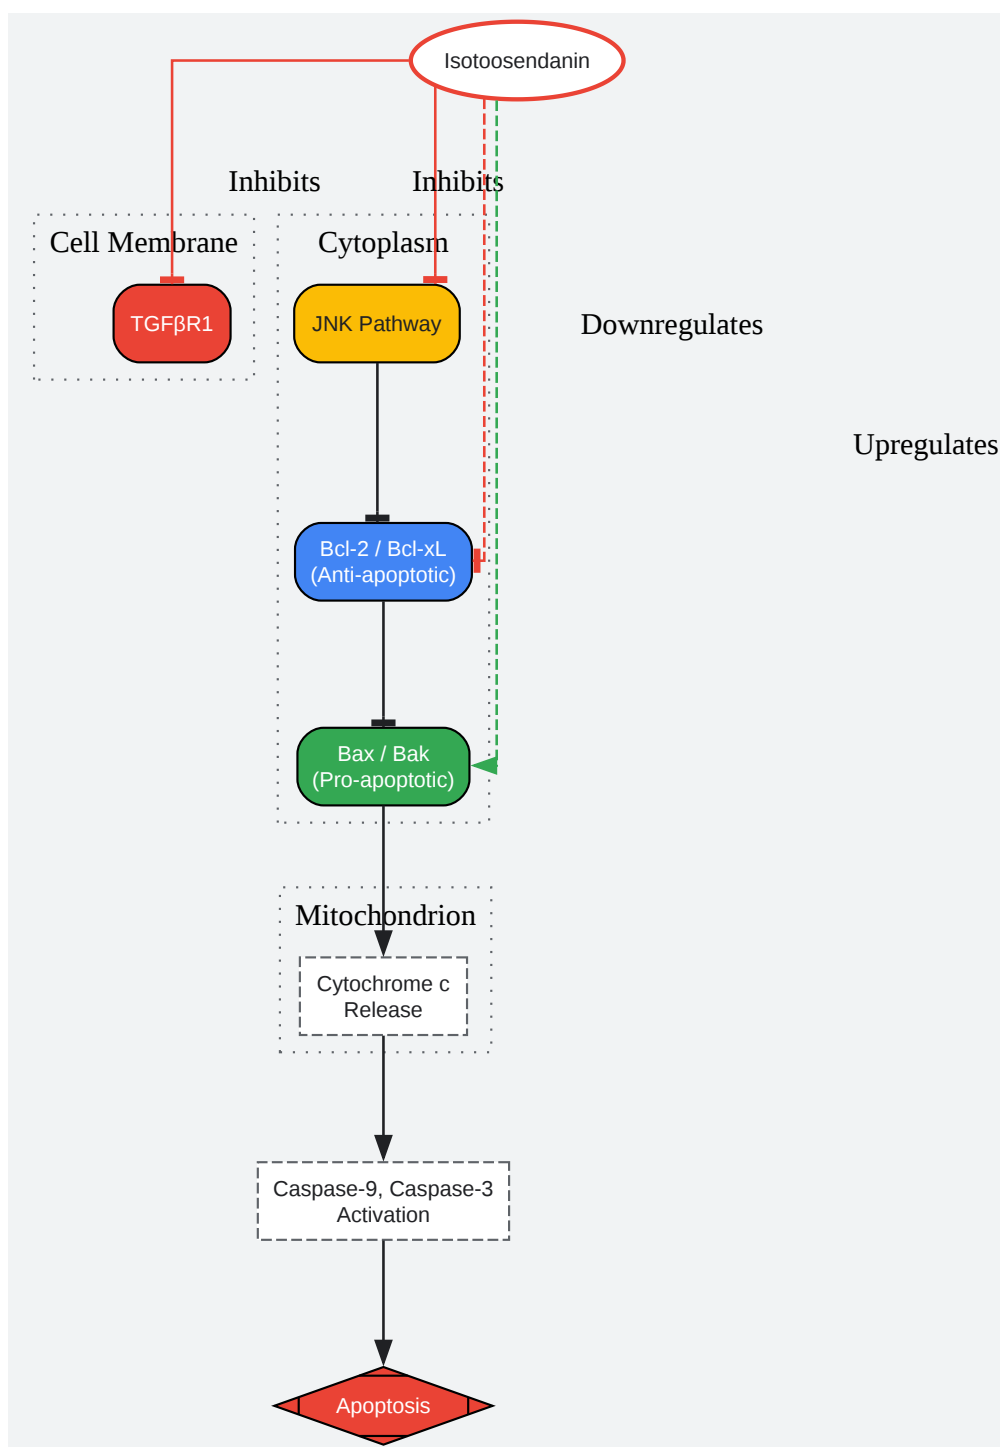 Isotoosendanin
Inhibits
Inhibits
Cell Membrane
Cytoplasm
TGFβR1
JNK Pathway
Downregulates
Upregulates
Bcl-2 / Bcl-xL
(Anti-apoptotic)
Bax / Bak
(Pro-apoptotic)
Mitochondrion
Cytochrome c
Release
Caspase-9, Caspase-3
Activation
Apoptosis